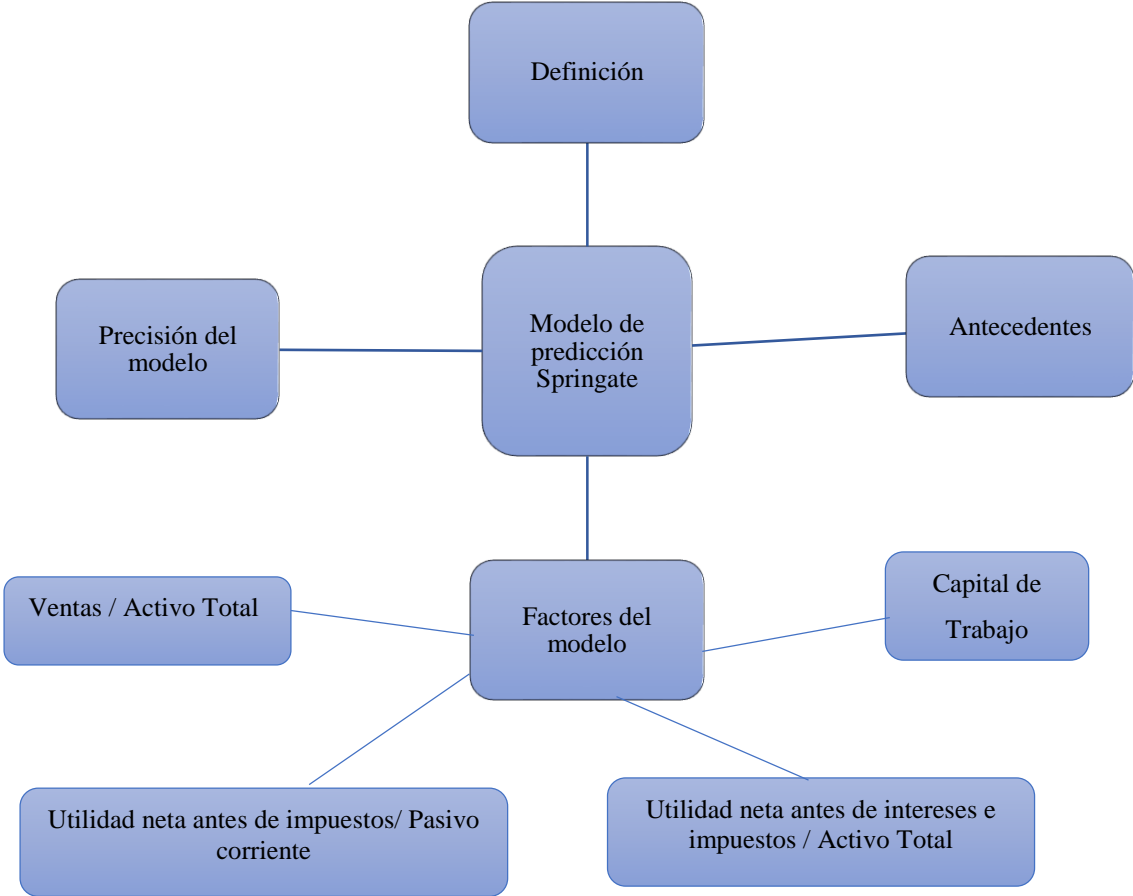 Definición
Precisión del
modelo
Modelo de
predicción
Springate
Antecedentes
Ventas / Activo Total
Factores del
modelo
Capital de
Trabajo
Utilidad neta antes de impuestos/ Pasivo
corriente
Utilidad neta antes de intereses e
impuestos / Activo Total